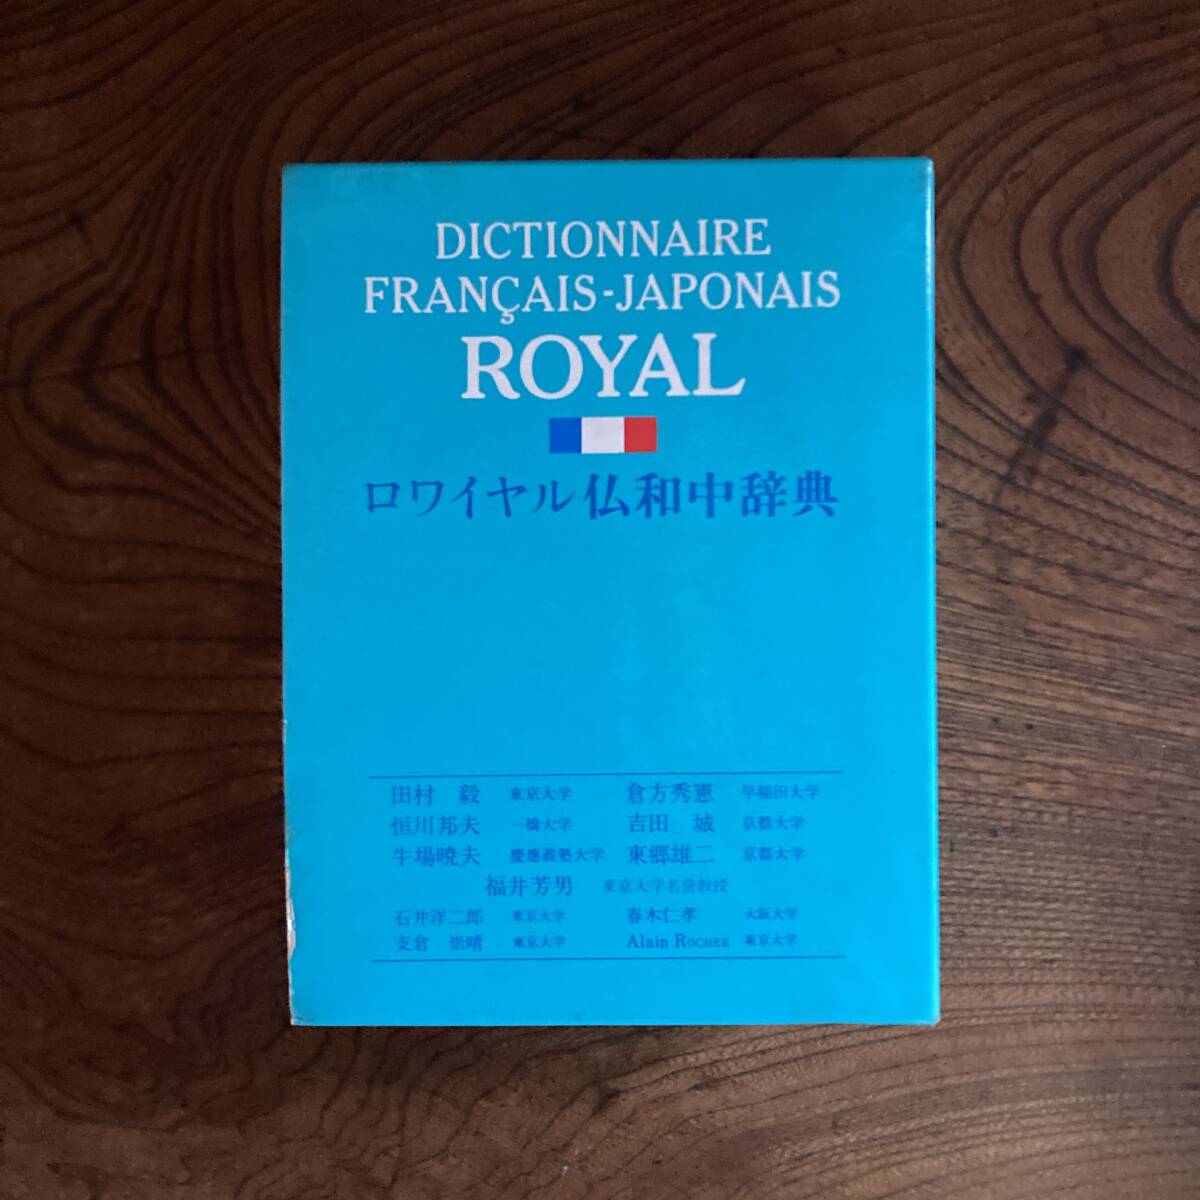 DICTIONNAIRE
FRANÇAIS-JAPONAIS
ROYAL
ロワイヤル仏和中辞典
田村 毅 東京大学 倉方秀憲 早稲田大学
恒川邦夫 一橋大学 吉田 城 京都大学
牛場暁夫 慶應義塾大学 東郷雄二 京都大学
福井芳男 東京大学名誉教授
石井洋二郎 東京大学 春木仁孝 大阪大学
支倉 崇晴 東京大学 Alain ROCHER 東京大学